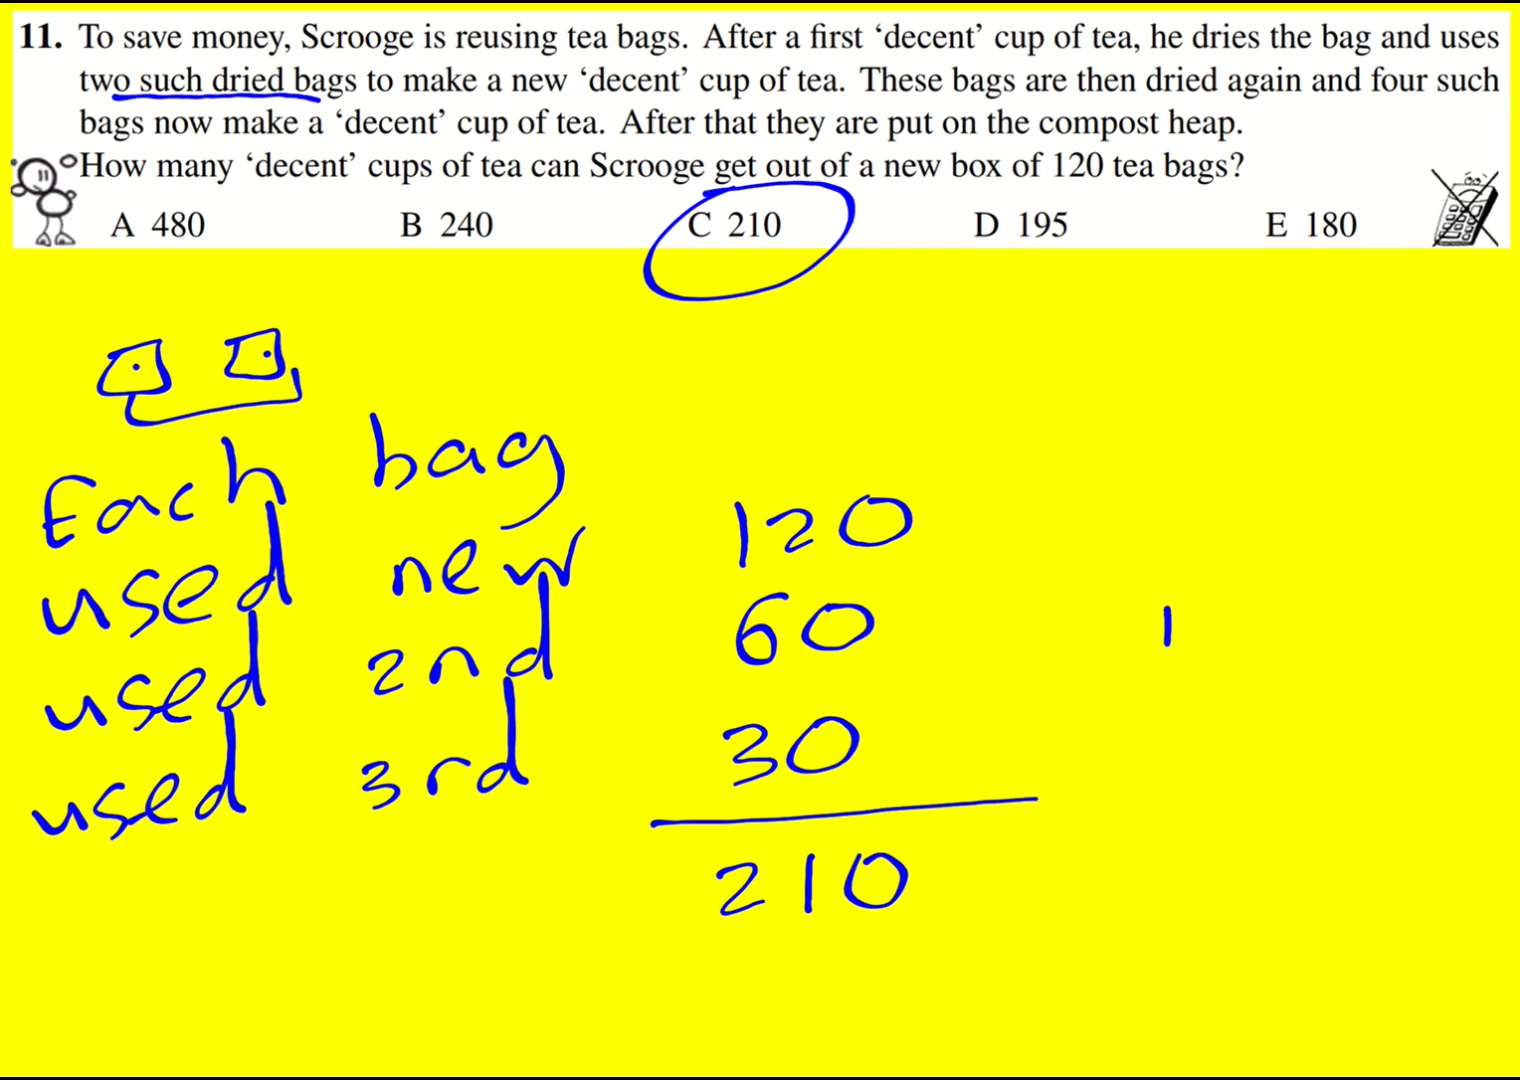 11. To save money, Scrooge is reusing tea bags. After a first ‘decent’ cup of tea, he dries the bag and uses
two such dried bags to make a new ‘decent’ cup of tea. These bags are then dried again and four such
bags now make a ‘decent’ cup of tea. After that they are put on the compost heap.
How many ‘decent’ cups of tea can Scrooge get out of a new box of 120 tea bags?
A 480 B 240 C 210 D 195 E 180
Each bag
used new 120
used 2nd 60 1
used 3rd 30
210